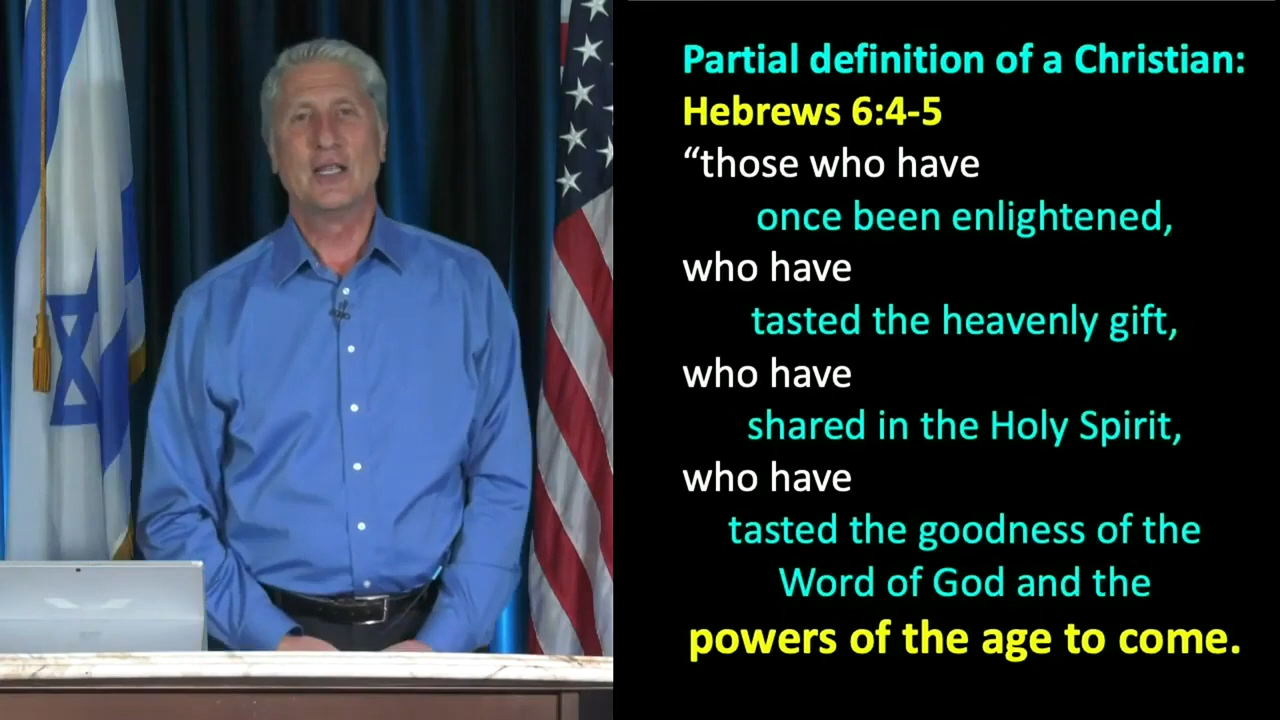 Partial definition of a Christian:
Hebrews 6:4-5
“those who have
once been enlightened,
who have
tasted the heavenly gift,
who have
shared in the Holy Spirit,
who have
tasted the goodness of the
Word of God and the
powers of the age to come.